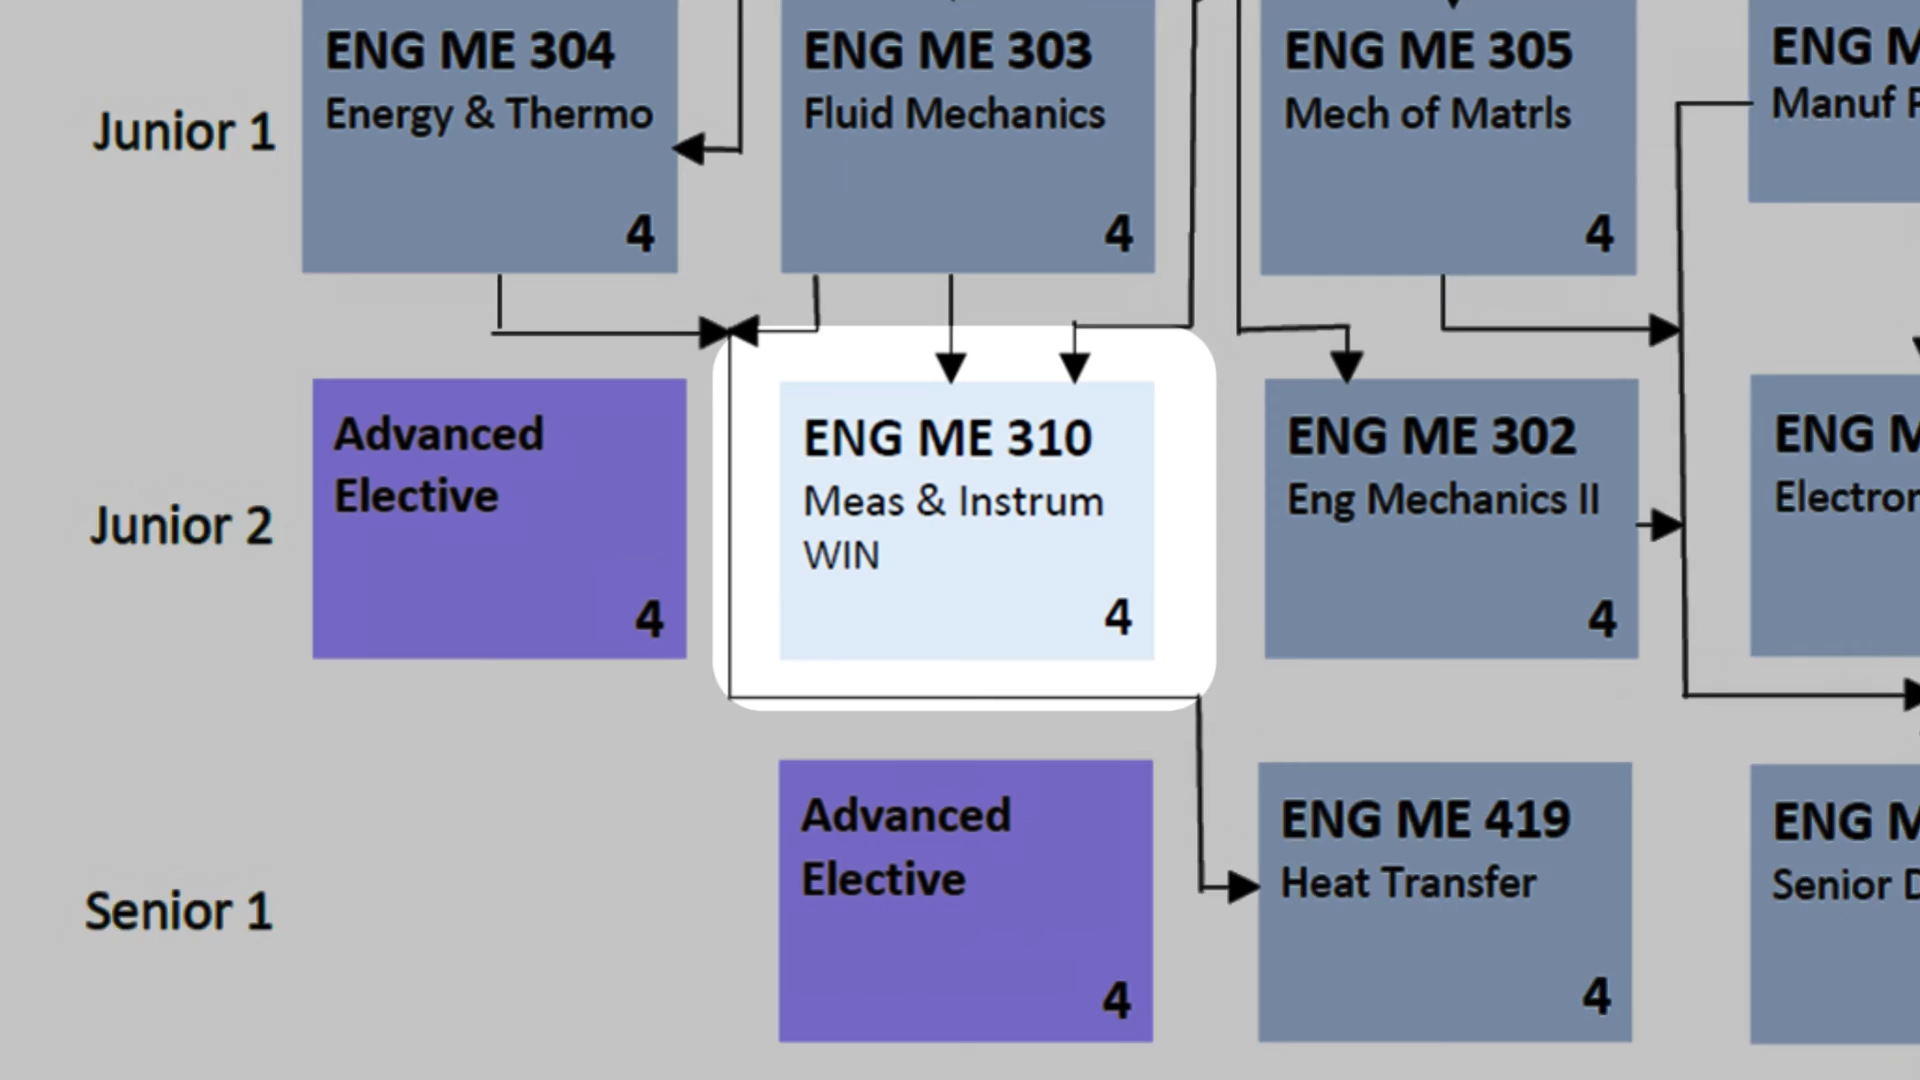 Junior 1
ENG ME 304
Energy & Thermo
4
ENG ME 303
Fluid Mechanics
4
ENG ME 305
Mech of Matrls
4
ENG
Manuf
Junior 2
Advanced
Elective
4
ENG ME 310
Meas & Instrum
WIN
4
ENG ME 302
Eng Mechanics II
4
ENG
Senior 1
Advanced
Elective
4
ENG ME 419
Heat Transfer
4
ENG
Senior